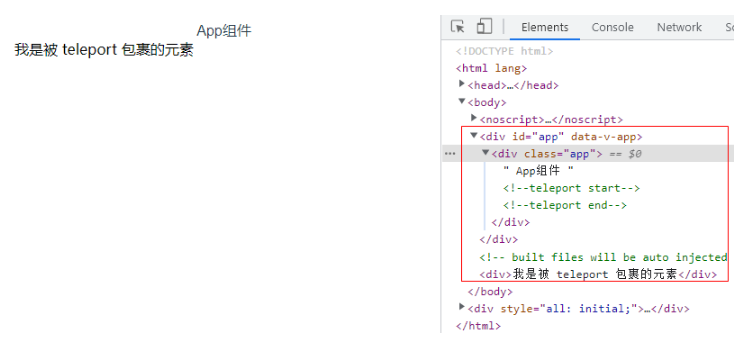 App组件
我是被 teleport 包裹的元素
Elements Console Network
<!DOCTYPE html>
<html lang>
<head>…</head>
<body>
<noscript>…</noscript>
<div id="app" data-v-app>
<div class="app"> == $0
" App组件 "
<!--teleport start-->
<!--teleport end-->
</div>
</div>
<!-- built files will be auto injected
<div>我是被 teleport 包裹的元素</div>
</body>
<div style="all: initial;">…</div>
</html>